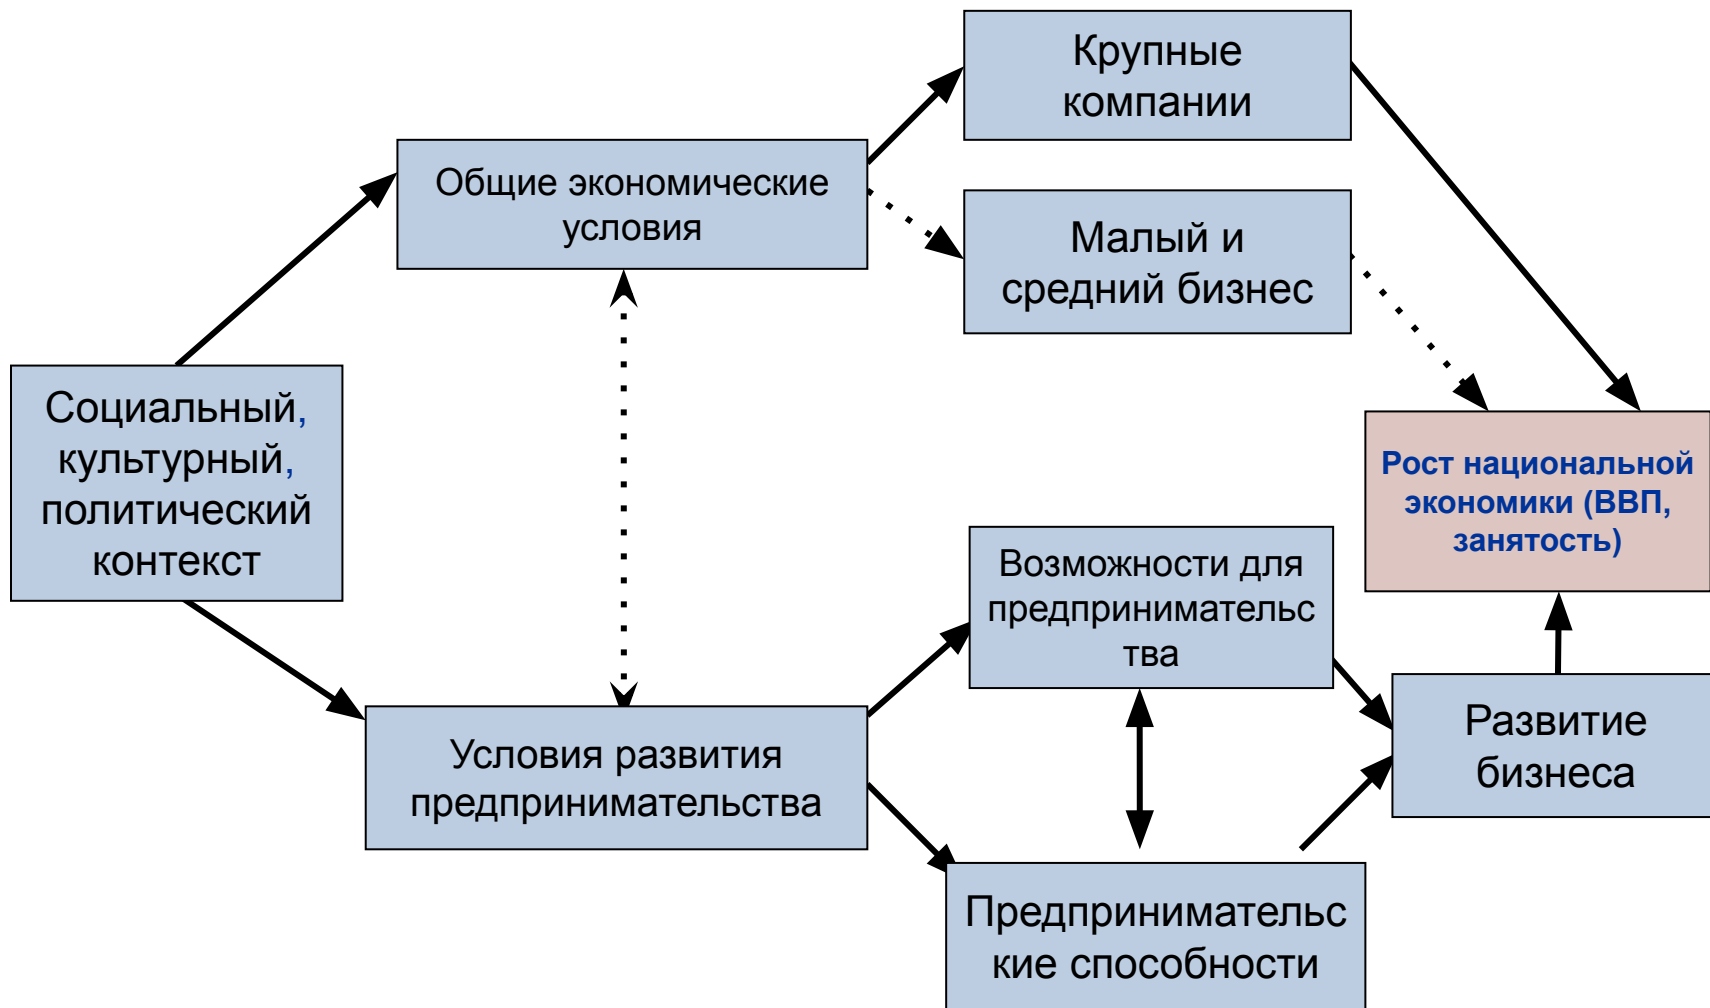 Крупные
компании
Общие экономические
условия
Малый и
средний бизнес
Социальный,
культурный,
политический
контекст
Рост национальной
экономики (ВВП,
занятость)
Возможности для
предпринимательс
тва
Условия развития
предпринимательства
Развитие
бизнеса
Предпринимательс
кие способности